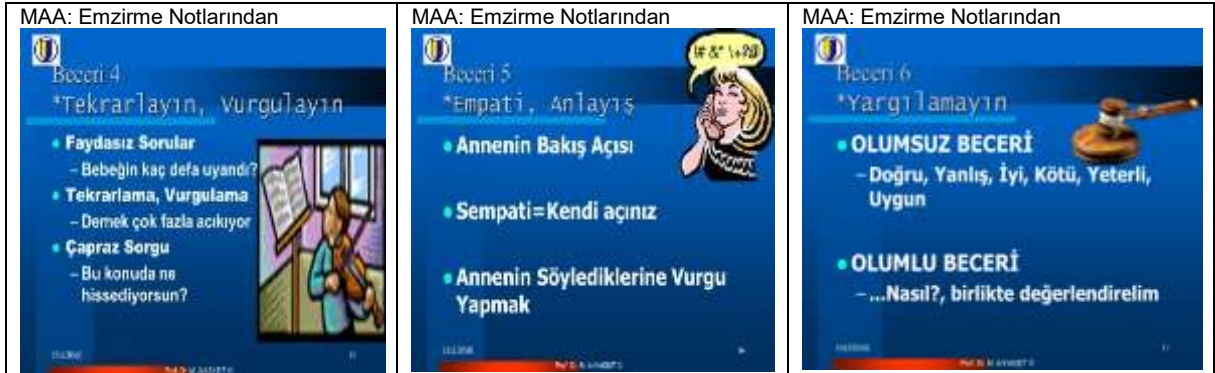 MAA: Emzirme Notlarından
Beceri 4
*Tekrarlayın, Vurgulayın
• Faydasız Sorular
– Bebeğin kaç defa uyandı?
• Tekrarlama, Vurgulama
– Demek çok fazla acıkıyor
• Çapraz Sorgu
– Bu konuda ne
hissediyorsun?
MAA: Emzirme Notlarından
Beceri 5
*Empati, Anlayış
• Annenin Bakış Açısı
• Sempati=Kendi açınız
• Annenin Söylediklerine Vurgu
Yapmak
MAA: Emzirme Notlarından
Beceri 6
*Yargılamayın
• OLUMSUZ BECERİ
– Doğru, Yanlış, İyi, Kötü, Yeterli,
Uygun
• OLUMLU BECERİ
– ...Nasıl?, birlikte değerlendirelim